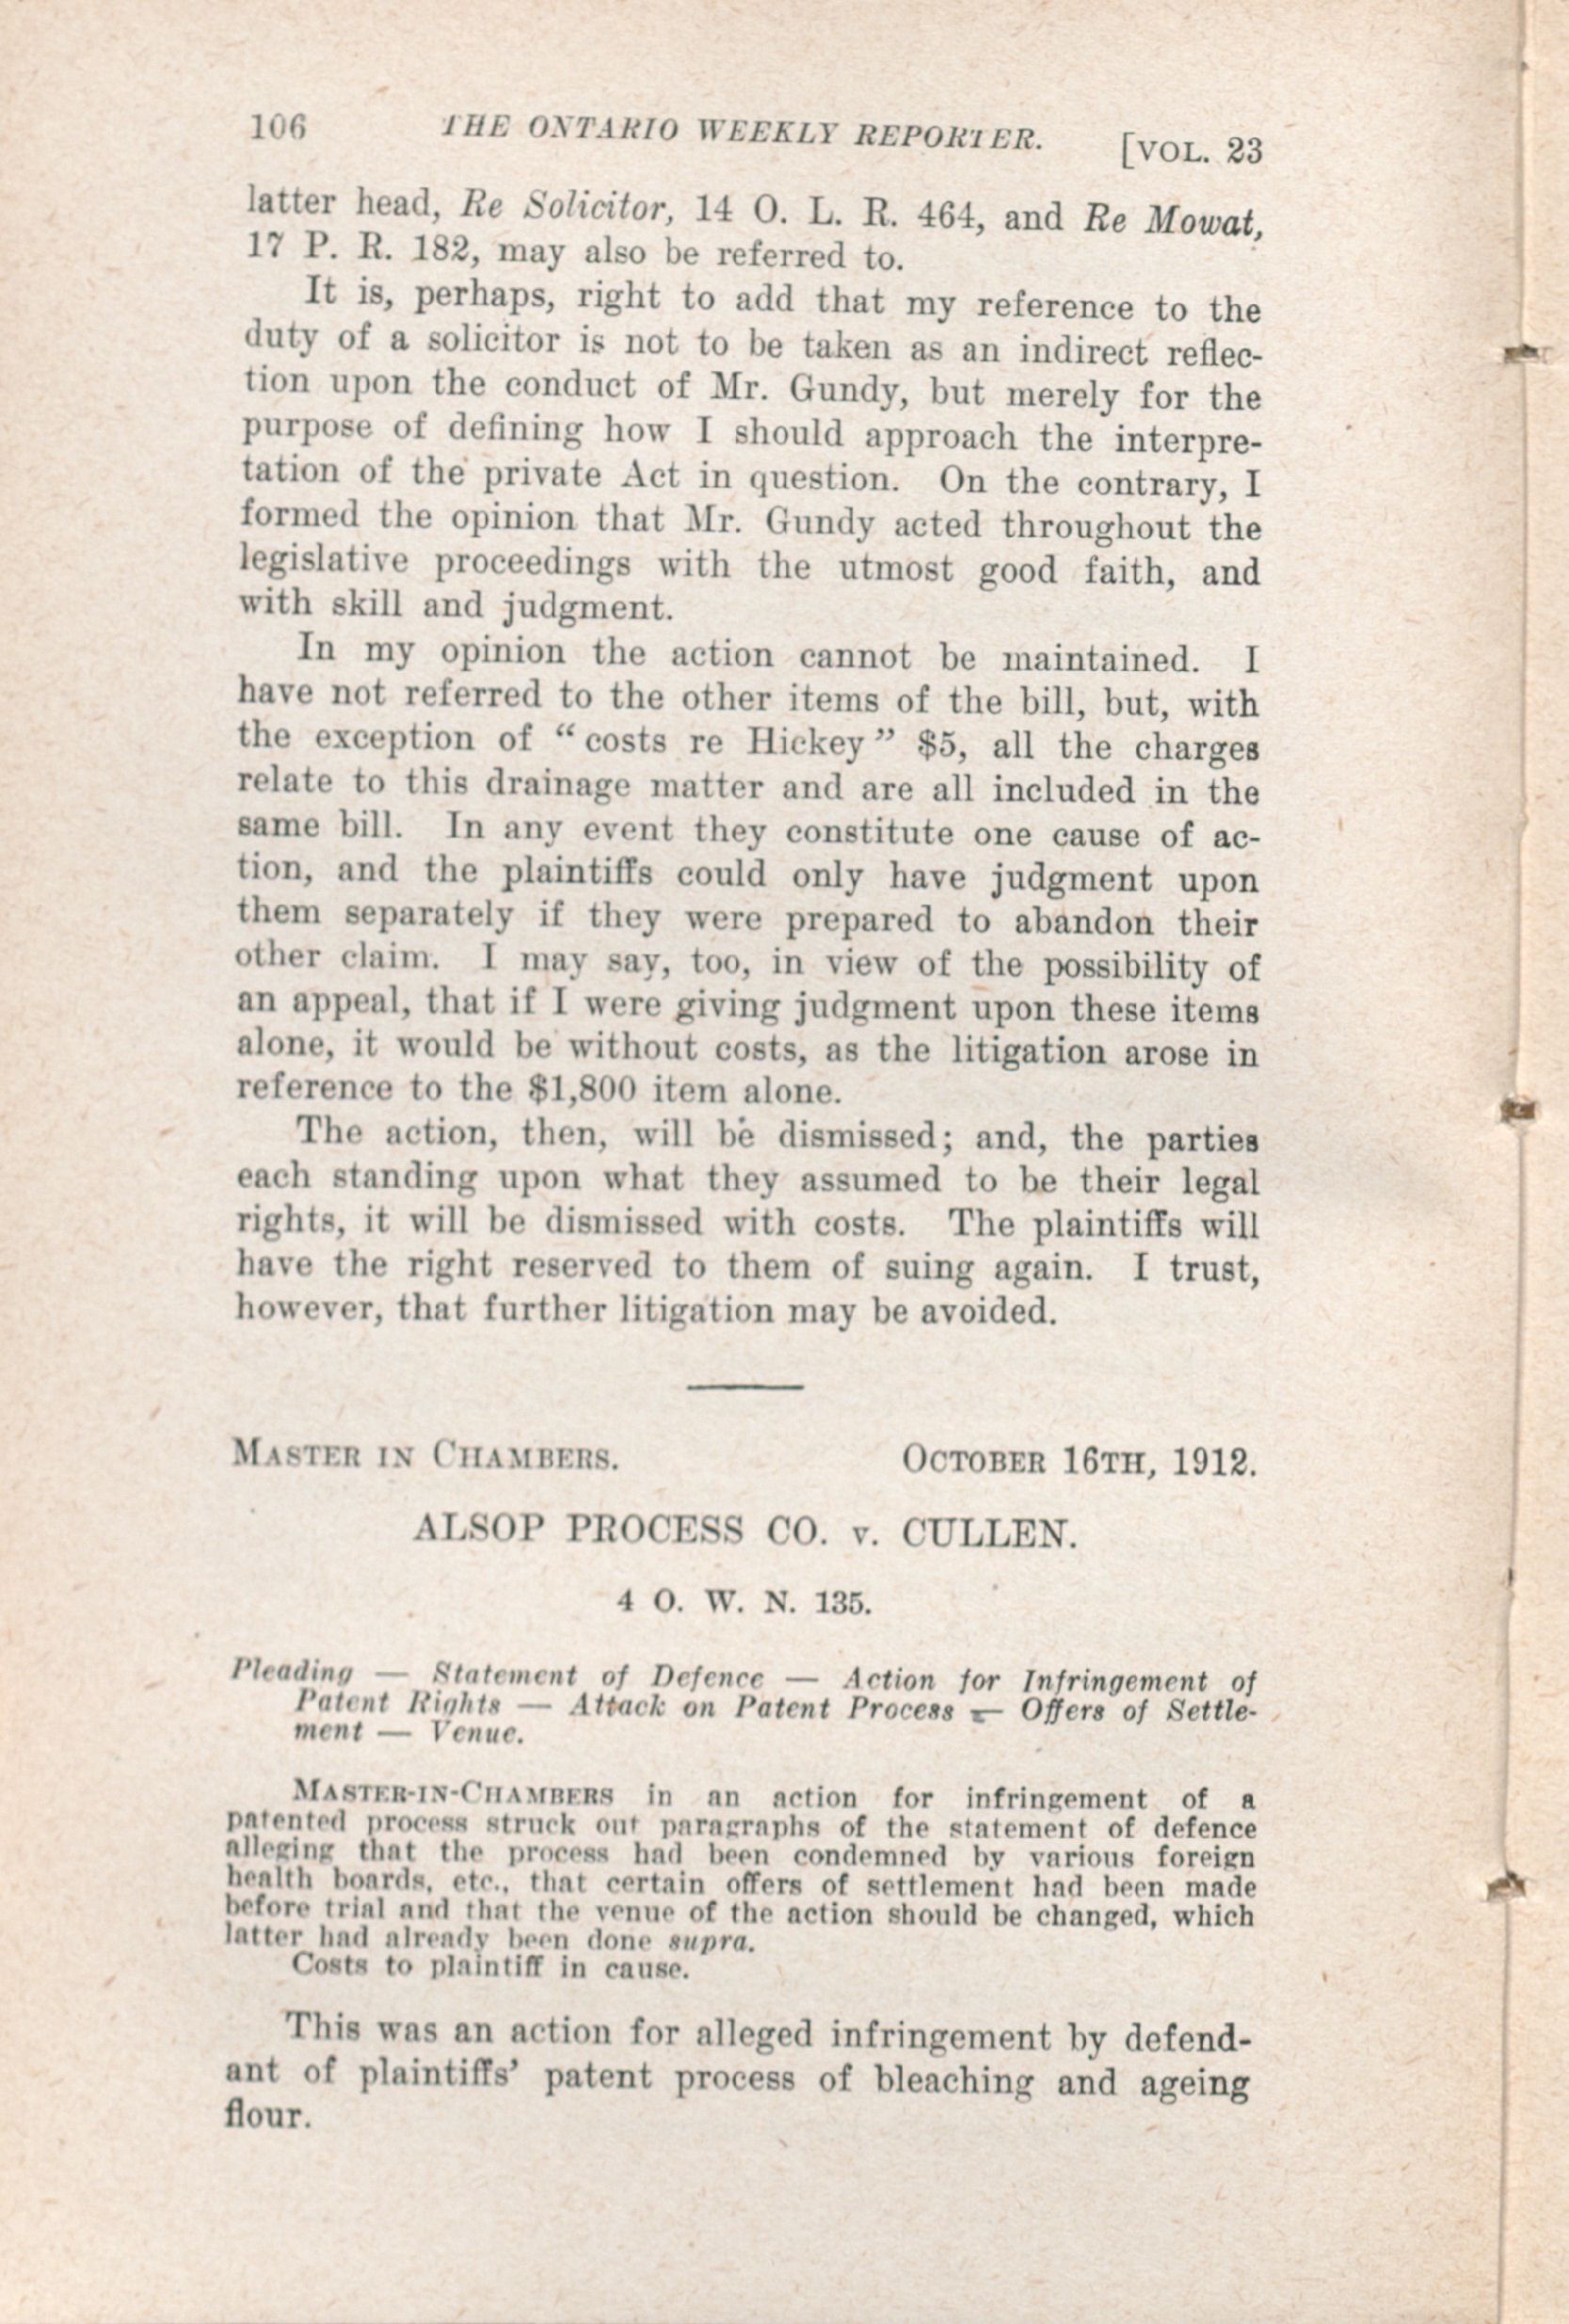 106 THE ONTARIO WEEKLY REPORTER. [VOL. 23
latter head, Re Solicitor, 14 O. L. R. 464, and Re Mowat,
17 P. R. 182, may also be referred to.
It is, perhaps, right to add that my reference to the
duty of a solicitor is not to be taken as an indirect reflec-
tion upon the conduct of Mr. Gundy, but merely for the
purpose of defining how I should approach the interpre-
tation of the private Act in question. On the contrary, I
formed the opinion that Mr. Gundy acted throughout the
legislative proceedings with the utmost good faith, and
with skill and judgment.
In my opinion the action cannot be maintained. I
have not referred to the other items of the bill, but, with
the exception of “costs re Hickey” $5, all the charges
relate to this drainage matter and are all included in the
same bill. In any event they constitute one cause of ac-
tion, and the plaintiffs could only have judgment upon
them separately if they were prepared to abandon their
other claim. I may say, too, in view of the possibility of
an appeal, that if I were giving judgment upon these items
alone, it would be without costs, as the litigation arose in
reference to the $1,800 item alone.
The action, then, will be dismissed; and, the parties
each standing upon what they assumed to be their legal
rights, it will be dismissed with costs. The plaintiffs will
have the right reserved to them of suing again. I trust,
however, that further litigation may be avoided.
MASTER IN CHAMBERS. OCTOBER 16TH, 1912.
ALSOP PROCESS CO. v. CULLEN.
4 O. W. N. 135.
Pleading — Statement of Defence — Action for Infringement of
Patent Rights — Attack on Patent Process — Offers of Settle-
ment — Venue.
MASTER-IN-CHAMBERS in an action for infringement of a
patented process struck out paragraphs of the statement of defence
alleging that the process had been condemned by various foreign
health boards, etc., that certain offers of settlement had been made
before trial and that the venue of the action should be changed, which
latter had already been done supra.
Costs to plaintiff in cause.
This was an action for alleged infringement by defend-
ant of plaintiffs’ patent process of bleaching and ageing
flour.